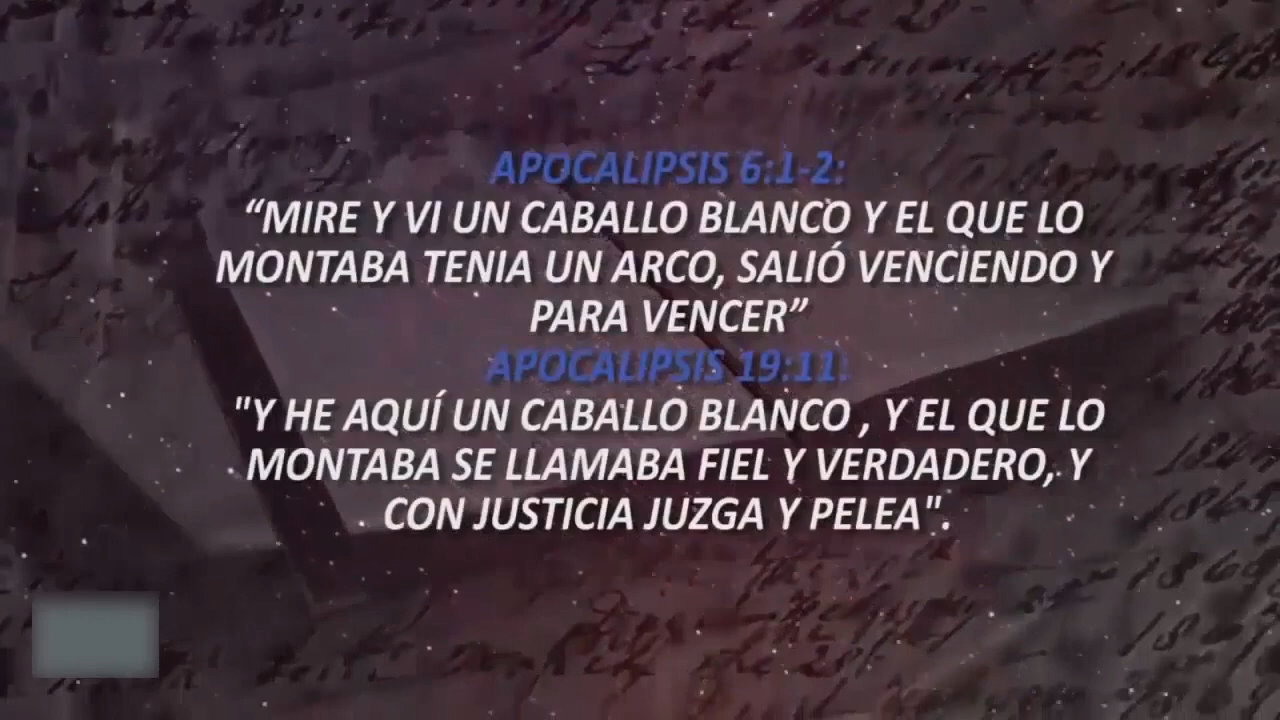 APOCALIPSIS 6:1-2:
“MIRE Y VI UN CABALLO BLANCO Y EL QUE LO
MONTABA TENIA UN ARCO, SALIÓ VENCIENDO Y
PARA VENCER”
APOCALIPSIS 19:11:
"Y HE AQUÍ UN CABALLO BLANCO , Y EL QUE LO
MONTABA SE LLAMABA FIEL Y VERDADERO, Y
CON JUSTICIA JUZGA Y PELEA".